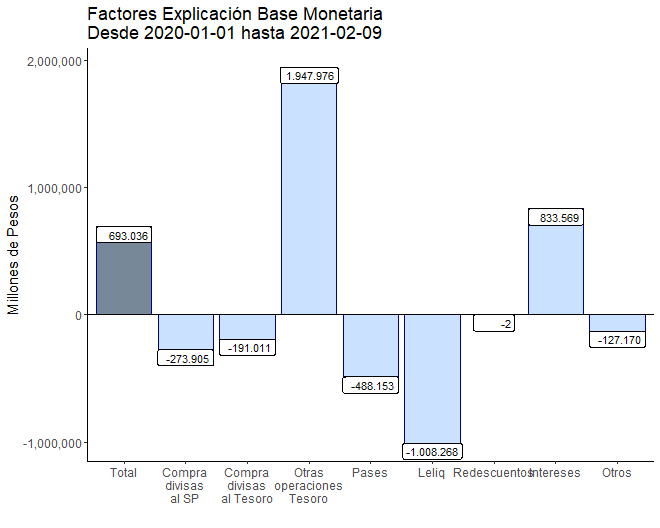 Factores Explicación Base Monetaria
Desde 2020-01-01 hasta 2021-02-09
Millones de Pesos
2,000,000
1,000,000
0
-1,000,000
693.036
-273.905
-191.011
1.947.976
-488.153
-1.008.268
-2
833.569
-127.170
Total
Compra
divisas
al SP
Compra
divisas
al Tesoro
Otras
operaciones
Tesoro
Pases
Leliq
Redescuentos
Intereses
Otros